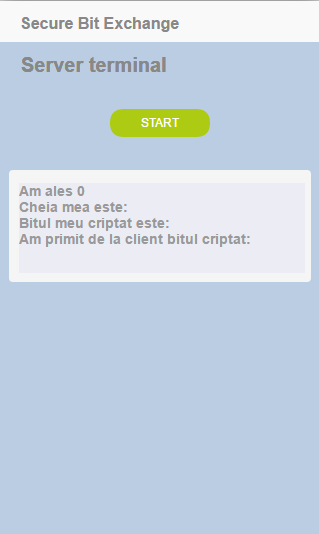 Secure Bit Exchange
Server terminal
START
Am ales 0
Cheia mea este:
Bitul meu criptat este:
Am primit de la client bitul criptat: